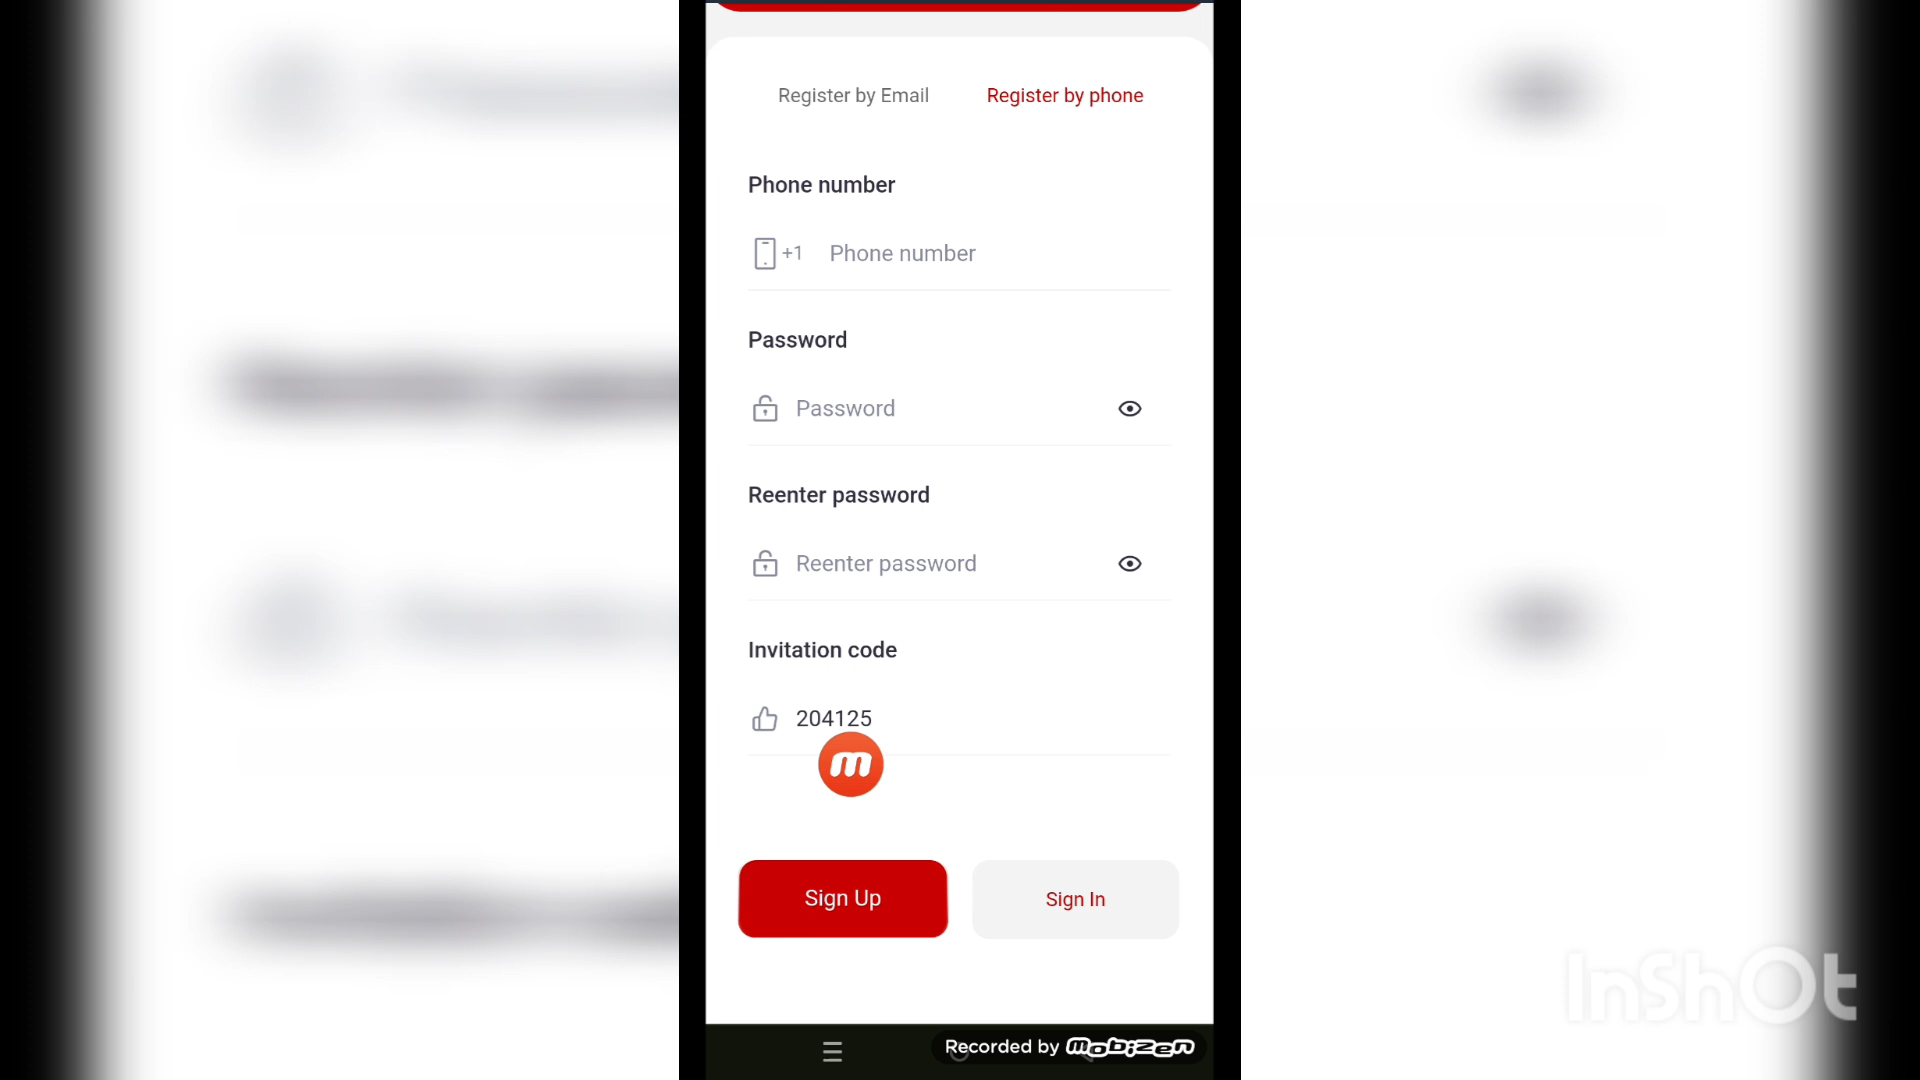 Register by Email Register by phone
Phone number
+1 Phone number
Password
Password
Reenter password
Reenter password
Invitation code
204125
m
Sign Up Sign In
Recorded by mobizen
InShOt